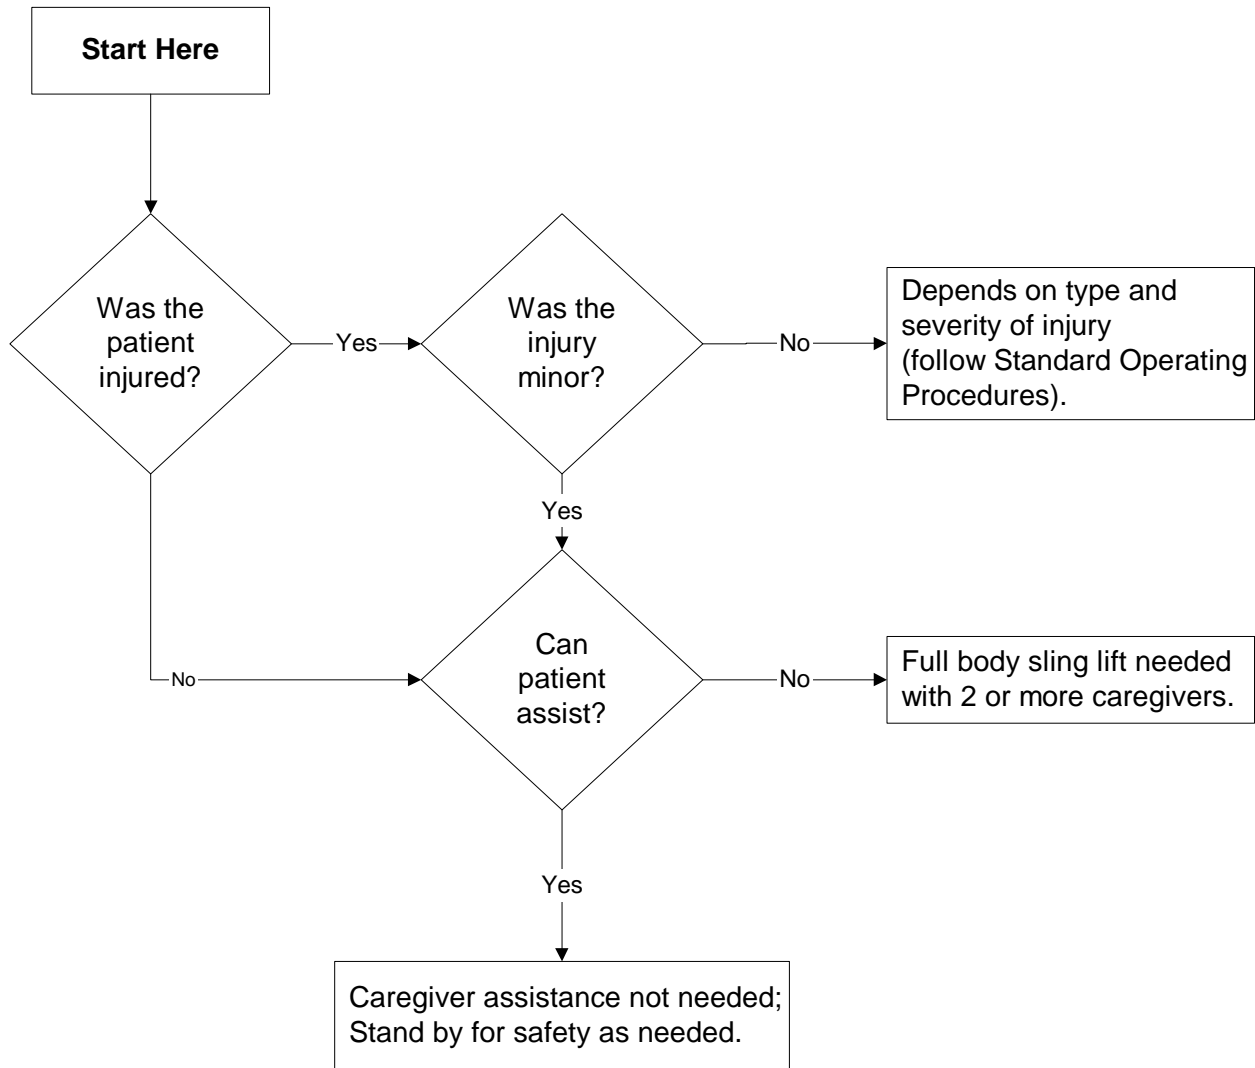 Start Here
Was the
patient
injured?
Yes
Was the
injury
minor?
No
Depends on type and
severity of injury
(follow Standard Operating
Procedures).
Yes
No
Can
patient
assist?
No
Full body sling lift needed
with 2 or more caregivers.
Yes
Caregiver assistance not needed;
Stand by for safety as needed.